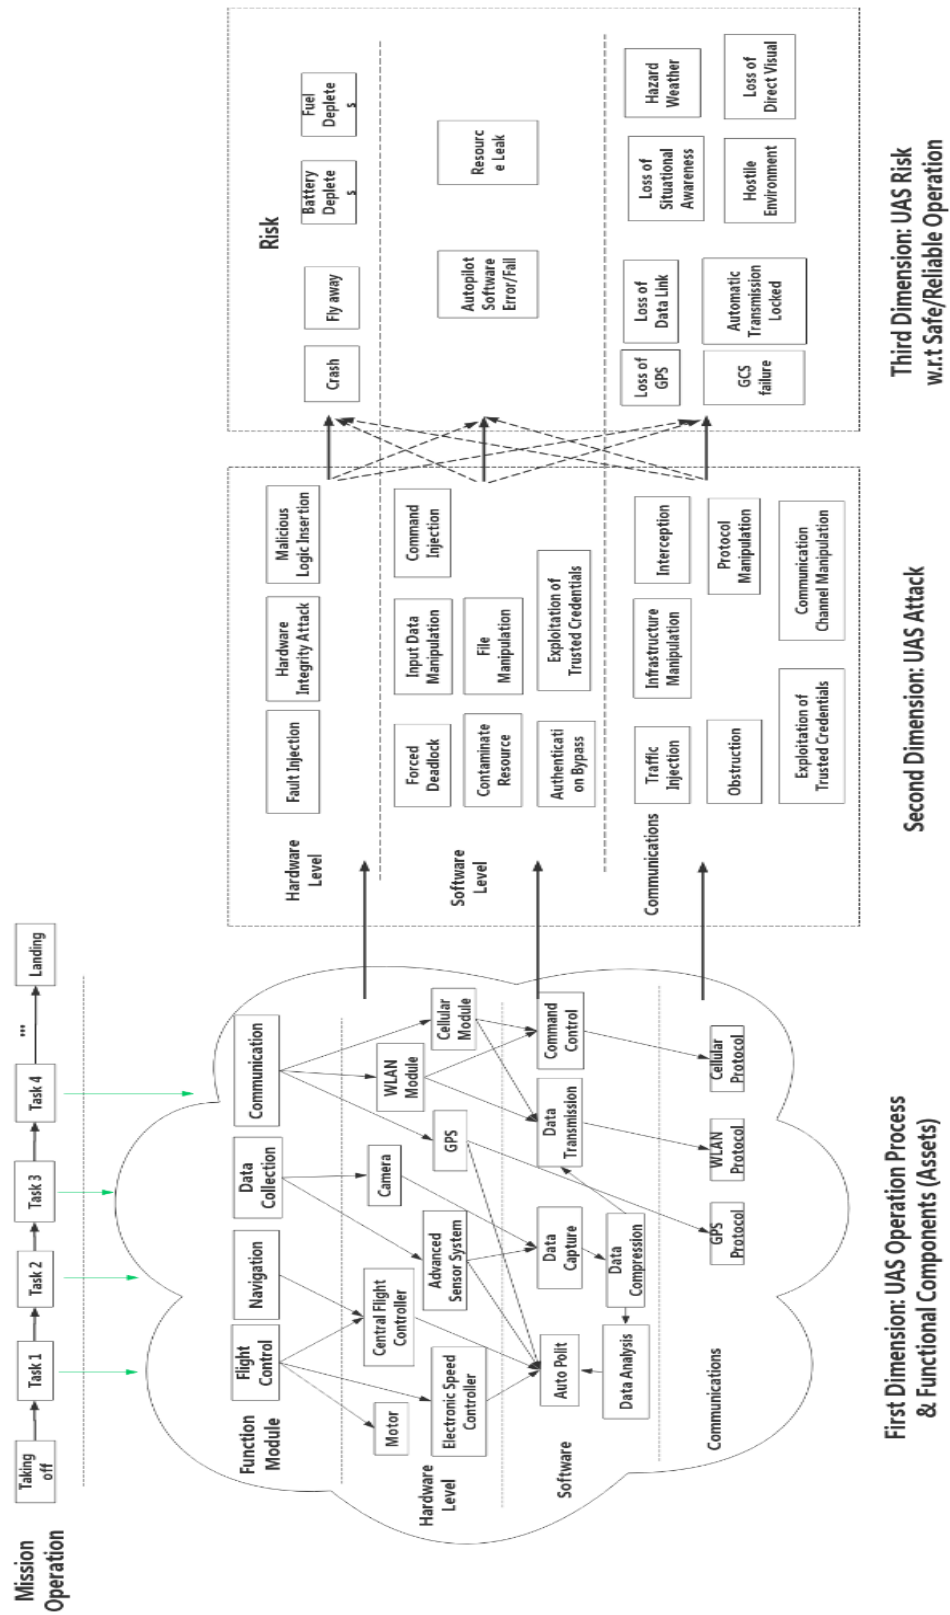 Mission
Operation
Taking
off
Task 1
Task 2
Task 3
Task 4
...
Landing
Function
Module
Flight
Control
Navigation
Data
Collection
Communication
Hardware
Level
Motor
Electronic Speed
Controller
Central Flight
Controller
Advanced
Sensor System
Camera
GPS
WLAN
Module
Cellular
Module
Software
Auto Polit
Data Analysis
Data
Capture
Data
Compression
Data
Transmission
Command
Control
Communications
GPS
Protocol
WLAN
Protocol
Cellular
Protocol
First Dimension: UAS Operation Process
& Functional Components (Assets)
Hardware
Level
Fault Injection
Hardware
Integrity Attack
Malicious
Logic Insertion
Software
Level
Forced
Deadlock
Input Data
Manipulation
Command
Injection
Contaminate
Resource
File
Manipulation
Authenticati
on Bypass
Exploitation of
Trusted Credentials
Communications
Traffic
Injection
Infrastructure
Manipulation
Interception
Obstruction
Protocol
Manipulation
Exploitation of
Trusted Credentials
Communication
Channel Manipulation
Second Dimension: UAS Attack
Risk
Crash
Fly away
Battery
Deplete
s
Fuel
Deplete
s
Autopilot
Software
Error/Fall
Resourc
e Leak
Loss of
GPS
Loss of
Data Link
Loss of
Situational
Awareness
Hazard
Weather
GCS
failure
Automatic
Transmission
Locked
Hostile
Environment
Loss of
Direct Visual
Third Dimension: UAS Risk
w.r.t Safe/Reliable Operation